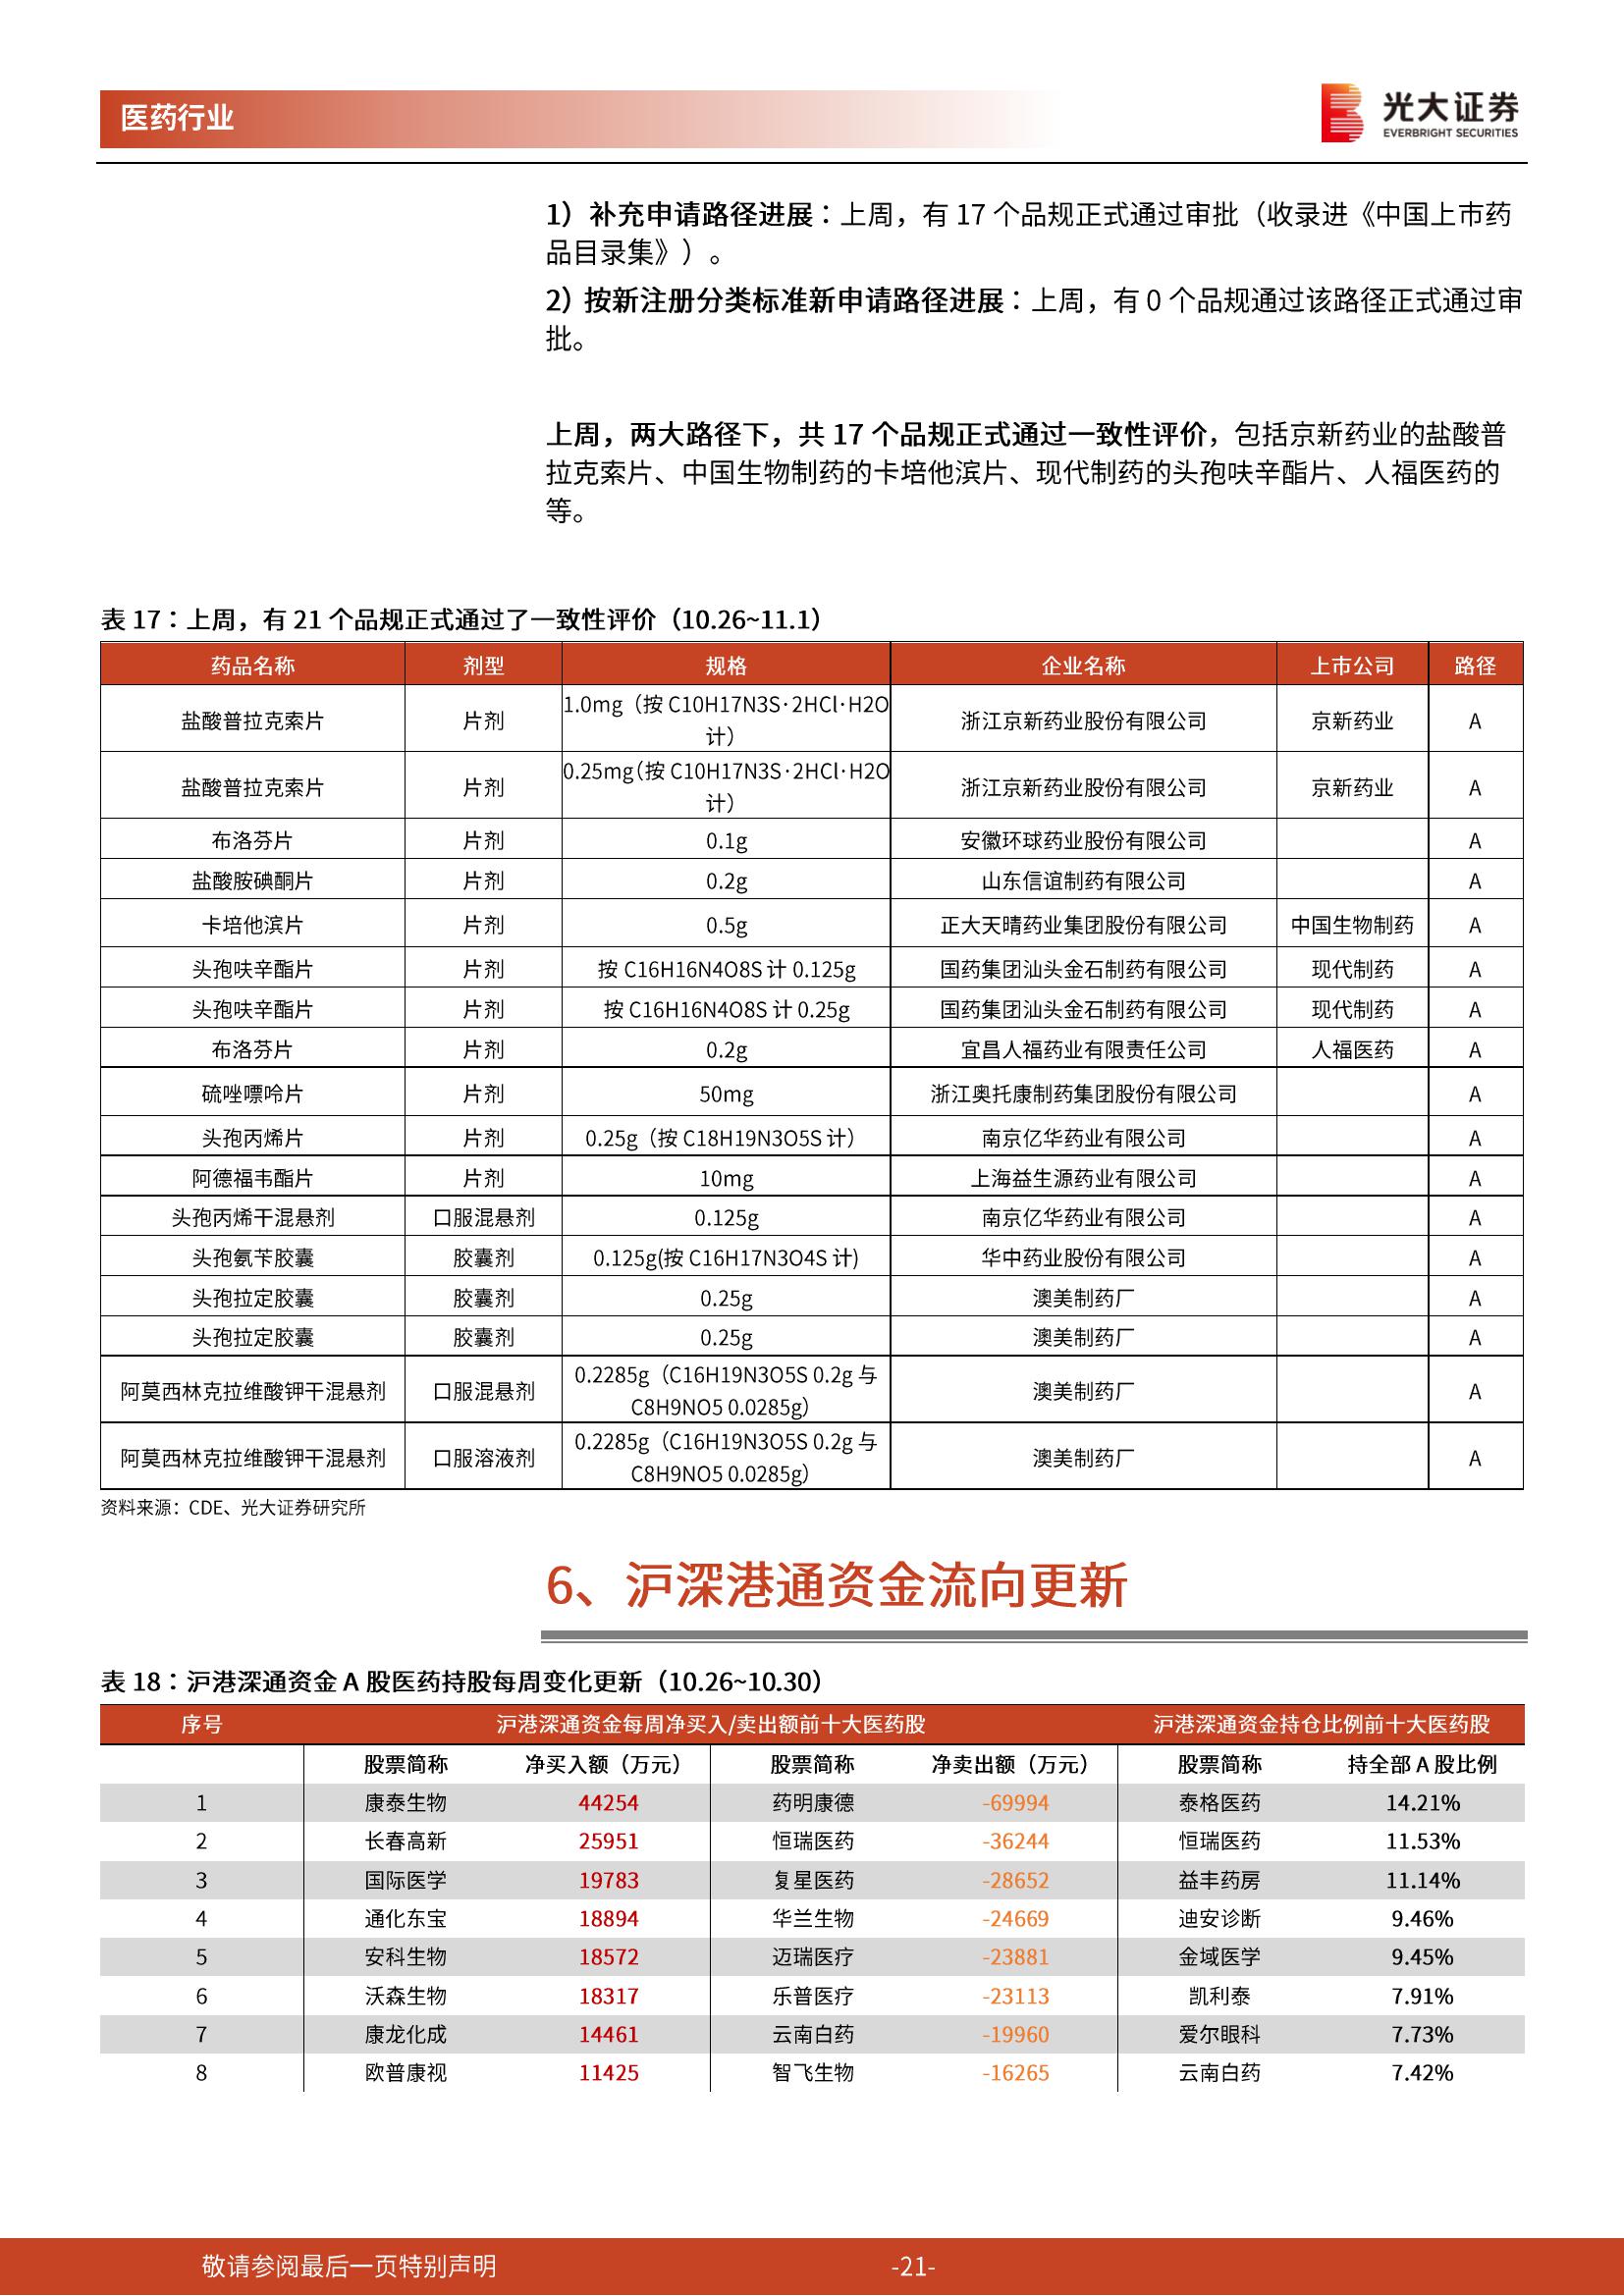 医药行业
光大证券
EVERBRIGHT SECURITIES
1）补充申请路径进展：上周，有 17 个品规正式通过审批（收录进《中国上市药
品目录集》）。
2）按新注册分类标准新申请路径进展：上周，有 0 个品规通过该路径正式通过审
批。
上周，两大路径下，共 17 个品规正式通过一致性评价，包括京新药业的盐酸普
拉克索片、中国生物制药的卡培他滨片、现代制药的头孢呋辛酯片、人福医药的
等。
表 17：上周，有 21 个品规正式通过了一致性评价（10.26~11.1）
药品名称 剂型 规格 企业名称 上市公司 路径
盐酸普拉克索片 片剂 1.0mg（按 C10H17N3S·2HCl·H2O 计） 浙江京新药业股份有限公司 京新药业 A
盐酸普拉克索片 片剂 0.25mg（按 C10H17N3S·2HCl·H2O 计） 浙江京新药业股份有限公司 京新药业 A
布洛芬片 片剂 0.1g 安徽环球药业股份有限公司 A
盐酸胺碘酮片 片剂 0.2g 山东信谊制药有限公司 A
卡培他滨片 片剂 0.5g 正大天晴药业集团股份有限公司 中国生物制药 A
头孢呋辛酯片 片剂 按 C16H16N4O8S 计 0.125g 国药集团汕头金石制药有限公司 现代制药 A
头孢呋辛酯片 片剂 按 C16H16N4O8S 计 0.25g 国药集团汕头金石制药有限公司 现代制药 A
布洛芬片 片剂 0.2g 宜昌人福药业有限责任公司 人福医药 A
硫唑嘌呤片 片剂 50mg 浙江奥托康制药集团股份有限公司 A
头孢丙烯片 片剂 0.25g（按 C18H19N3O5S 计） 南京亿华药业有限公司 A
阿德福韦酯片 片剂 10mg 上海益生源药业有限公司 A
头孢丙烯干混悬剂 口服混悬剂 0.125g 南京亿华药业有限公司 A
头孢氨苄胶囊 胶囊剂 0.125g(按 C16H17N3O4S 计) 华中药业股份有限公司 A
头孢拉定胶囊 胶囊剂 0.25g 澳美制药厂 A
头孢拉定胶囊 胶囊剂 0.25g 澳美制药厂 A
阿莫西林克拉维酸钾干混悬剂 口服混悬剂 0.2285g（C16H19N3O5S 0.2g 与 C8H9NO5 0.0285g） 澳美制药厂 A
阿莫西林克拉维酸钾干混悬剂 口服溶液剂 0.2285g（C16H19N3O5S 0.2g 与 C8H9NO5 0.0285g） 澳美制药厂 A
资料来源：CDE、光大证券研究所
6、沪深港通资金流向更新
表 18：沪港深通资金 A 股医药持股每周变化更新（10.26~10.30）
序号 沪港深通资金每周净买入/卖出额前十大医药股 沪港深通资金持仓比例前十大医药股
股票简称 净买入额（万元） 股票简称 净卖出额（万元） 股票简称 持全部 A 股比例
1 康泰生物 44254 药明康德 -69994 泰格医药 14.21%
2 长春高新 25951 恒瑞医药 -36244 恒瑞医药 11.53%
3 国际医学 19783 复星医药 -28652 益丰药房 11.14%
4 通化东宝 18894 华兰生物 -24669 迪安诊断 9.46%
5 安科生物 18572 迈瑞医疗 -23881 金域医学 9.45%
6 沃森生物 18317 乐普医疗 -23113 凯利泰 7.91%
7 康龙化成 14461 云南白药 -19960 爱尔眼科 7.73%
8 欧普康视 11425 智飞生物 -16265 云南白药 7.42%
敬请参阅最后一页特别声明 -21-